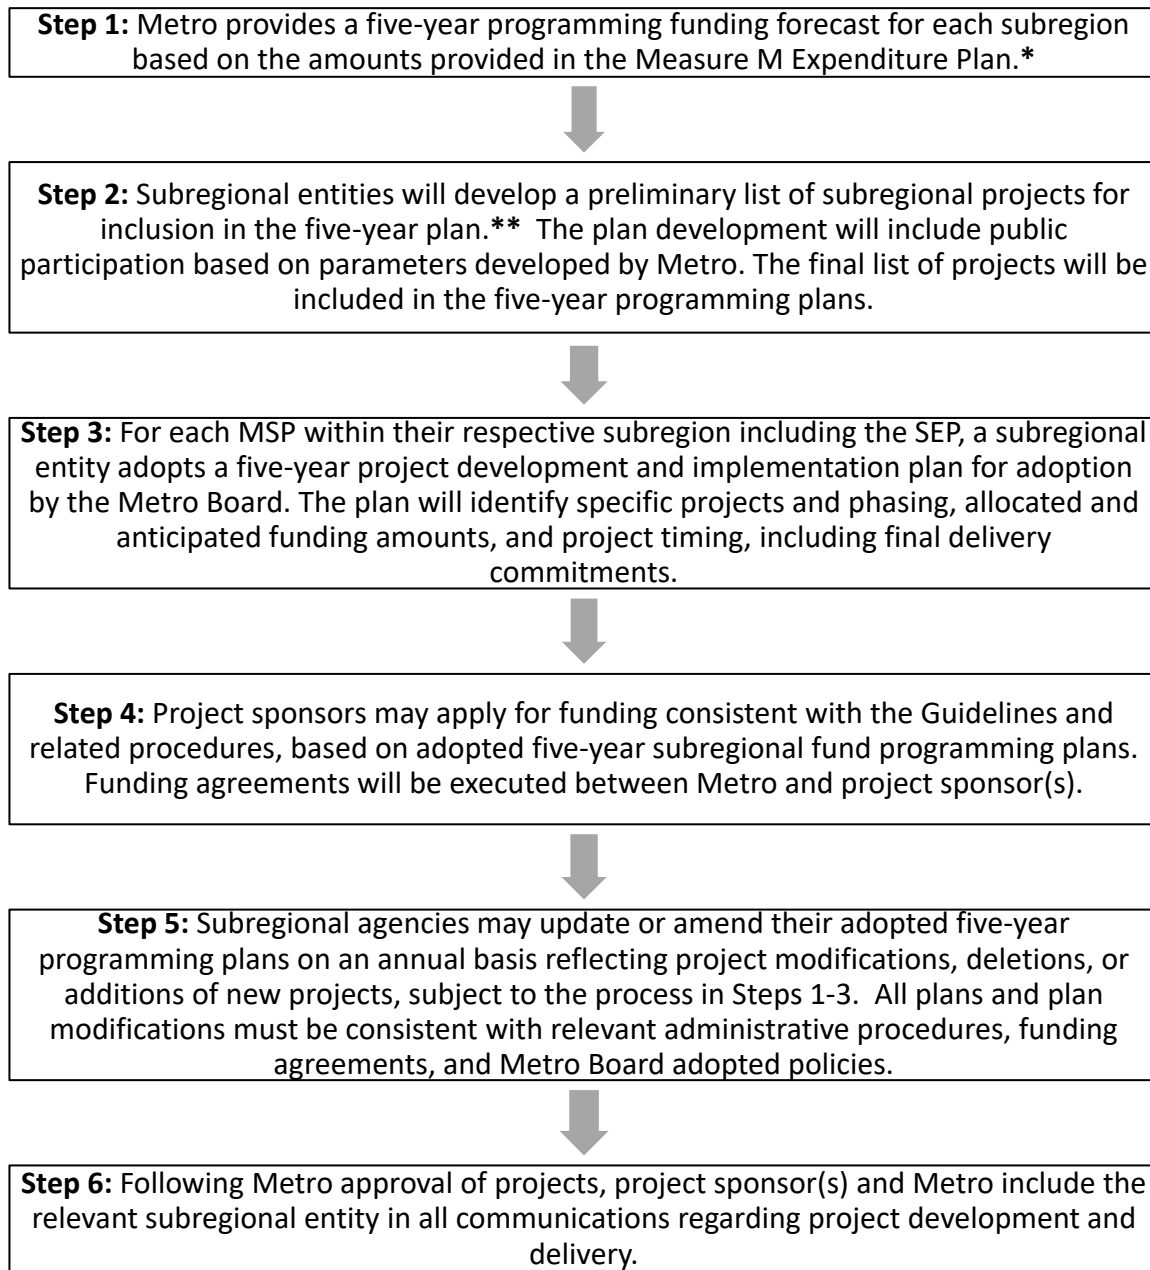 Step 1: Metro provides a five-year programming funding forecast for each subregion
based on the amounts provided in the Measure M Expenditure Plan.*
Step 2: Subregional entities will develop a preliminary list of subregional projects for
inclusion in the five-year plan.** The plan development will include public
participation based on parameters developed by Metro. The final list of projects will be
included in the five-year programming plans.
Step 3: For each MSP within their respective subregion including the SEP, a subregional
entity adopts a five-year project development and implementation plan for adoption
by the Metro Board. The plan will identify specific projects and phasing, allocated and
anticipated funding amounts, and project timing, including final delivery
commitments.
Step 4: Project sponsors may apply for funding consistent with the Guidelines and
related procedures, based on adopted five-year subregional fund programming plans.
Funding agreements will be executed between Metro and project sponsor(s).
Step 5: Subregional agencies may update or amend their adopted five-year
programming plans on an annual basis reflecting project modifications, deletions, or
additions of new projects, subject to the process in Steps 1-3. All plans and plan
modifications must be consistent with relevant administrative procedures, funding
agreements, and Metro Board adopted policies.
Step 6: Following Metro approval of projects, project sponsor(s) and Metro include the
relevant subregional entity in all communications regarding project development and
delivery.